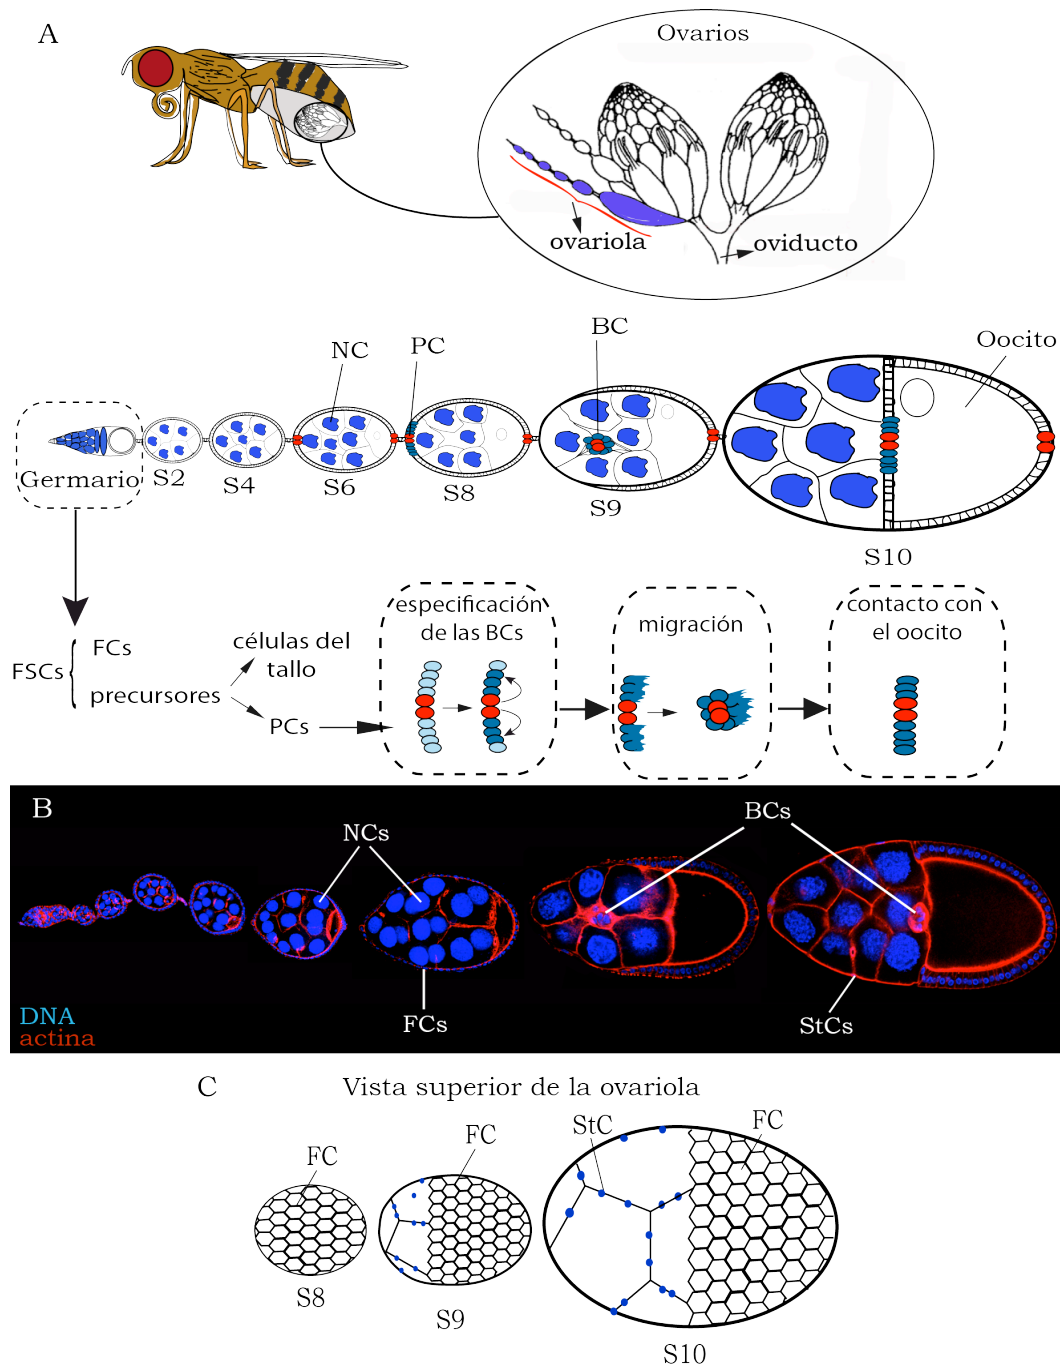 A
Ovarios
ovariola
oviducto
NC
PC
BC
Oocito
Germario
S2
S4
S6
S8
S9
S10
FSCs
FCs
precursores
células del
tallo
PCs
especificación
de las BCs
migración
contacto con
el oocito
B
NCs
BCs
FCs
StCs
DNA
actina
C
Vista superior de la ovariola
FC
FC
StC
FC
S8
S9
S10